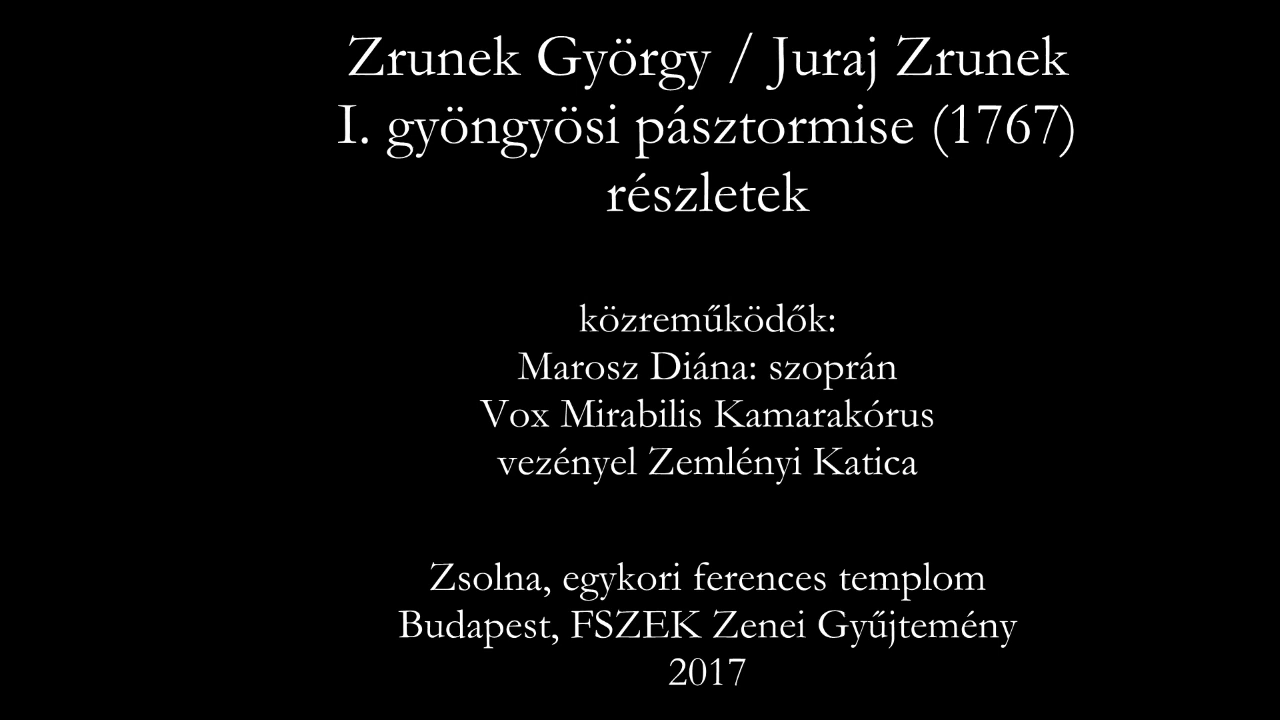 Zrunek György / Juraj Zrunek
I. gyöngyösi pásztormise (1767)
részletek
közreműködők:
Marosz Diána: szoprán
Vox Mirabilis Kamarakórus
vezényel Zemlényi Katica
Zsolna, egykori ferences templom
Budapest, FSZEK Zenei Gyűjtemény
2017